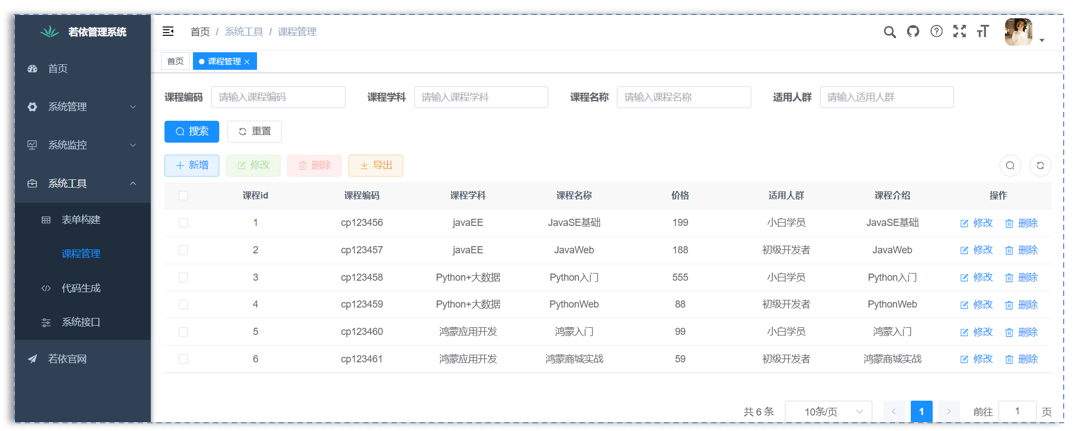 若依管理系统
首页
系统管理
系统监控
系统工具
表单构建
课程管理
代码生成
系统接口
若依官网
首页 / 系统工具 / 课程管理
首页 课程管理
课程编码 请输入课程编码 课程学科 请输入课程学科 课程名称 请输入课程名称 适用人群 请输入适用人群
搜索 重置
新增 修改 删除 导出
课程id 课程编码 课程学科 课程名称 价格 适用人群 课程介绍 操作
1 cp123456 javaEE JavaSE基础 199 小白学员 JavaSE基础 修改 删除
2 cp123457 javaEE JavaWeb 188 初级开发者 JavaWeb 修改 删除
3 cp123458 Python+大数据 Python入门 555 小白学员 Python入门 修改 删除
4 cp123459 Python+大数据 PythonWeb 88 初级开发者 PythonWeb 修改 删除
5 cp123460 鸿蒙应用开发 鸿蒙入门 99 小白学员 鸿蒙入门 修改 删除
6 cp123461 鸿蒙应用开发 鸿蒙商城实战 59 初级开发者 鸿蒙商城实战 修改 删除
共 6 条 10条/页 1 前往 1 页